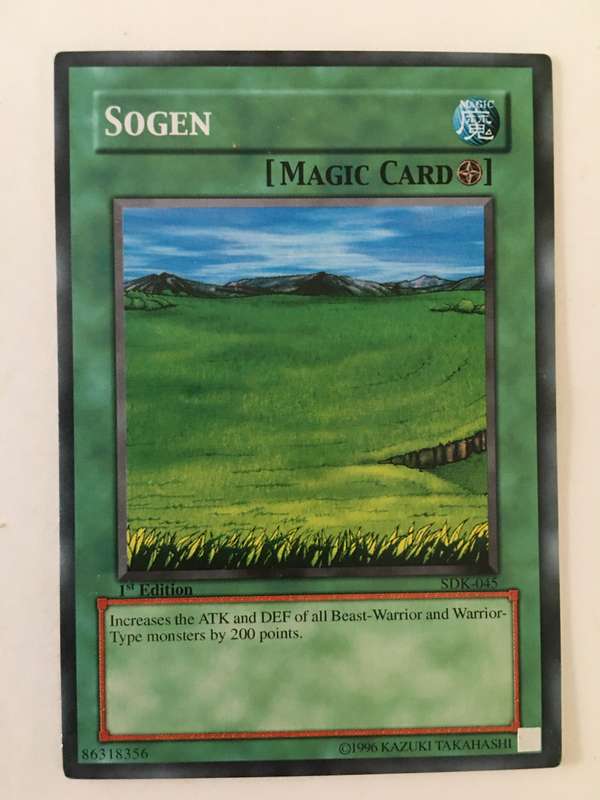 SOGEN
MAGIC
魔
[MAGIC CARD]
1st Edition
SDK-045
Increases the ATK and DEF of all Beast-Warrior and Warrior-
Type monsters by 200 points.
86318356
©1996 KAZUKI TAKAHASHI